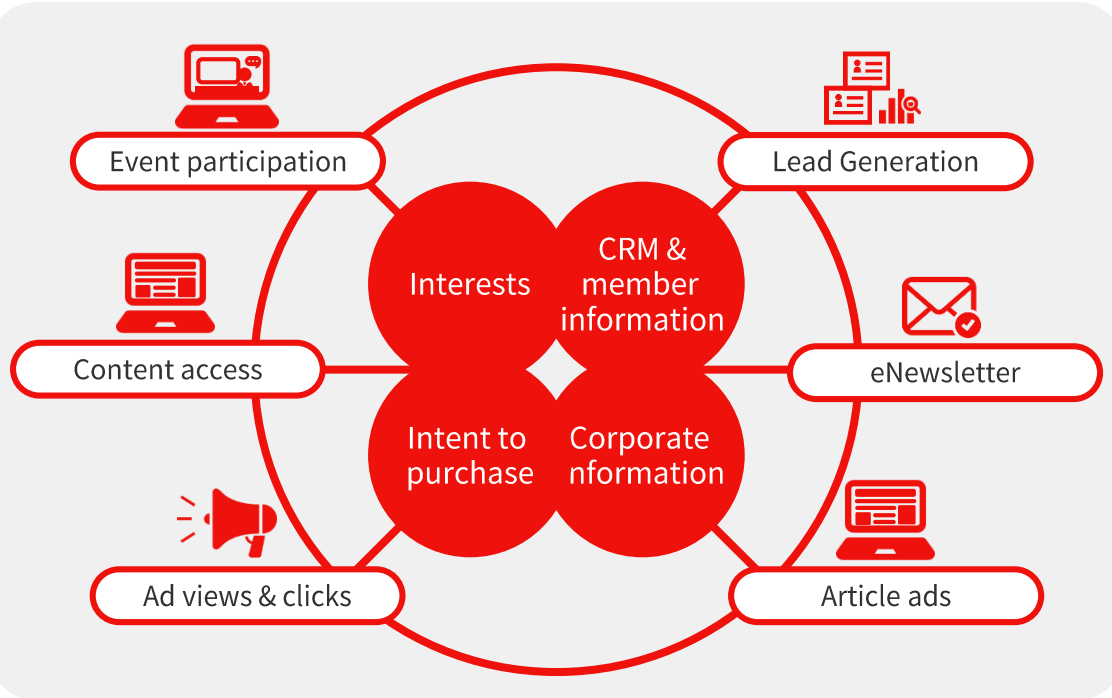 Event participation
Lead Generation
Interests
CRM &
member
information
Content access
eNewsletter
Intent to
purchase
Corporate
nformation
Ad views & clicks
Article ads